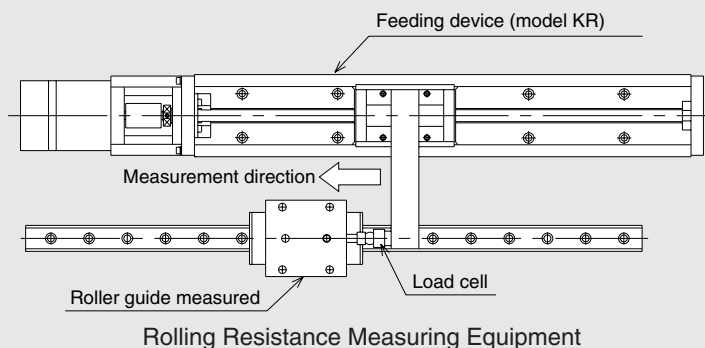 Feeding device (model KR)
Measurement direction
Load cell
Roller guide measured
Rolling Resistance Measuring Equipment